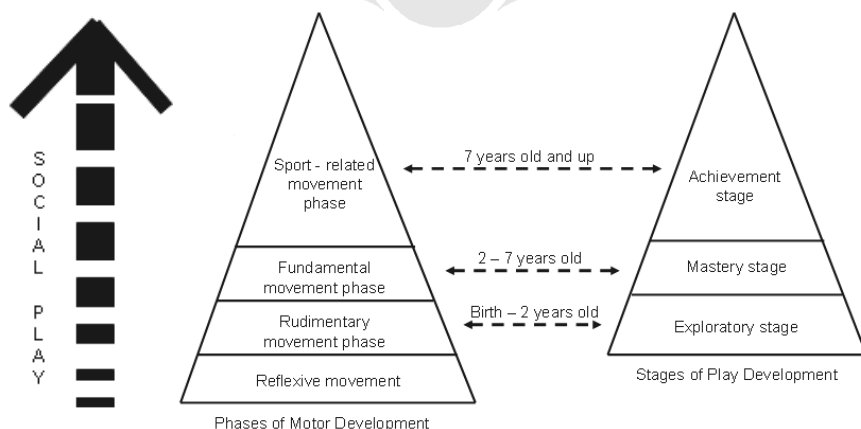 SOCIAL PLAY
7 years old and up
Sport - related
movement
phase
Achievement
stage
2 – 7 years old
Fundamental
movement phase
Mastery stage
Birth – 2 years old
Rudimentary
movement phase
Exploratory stage
Reflexive movement
Stages of Play Development
Phases of Motor Development